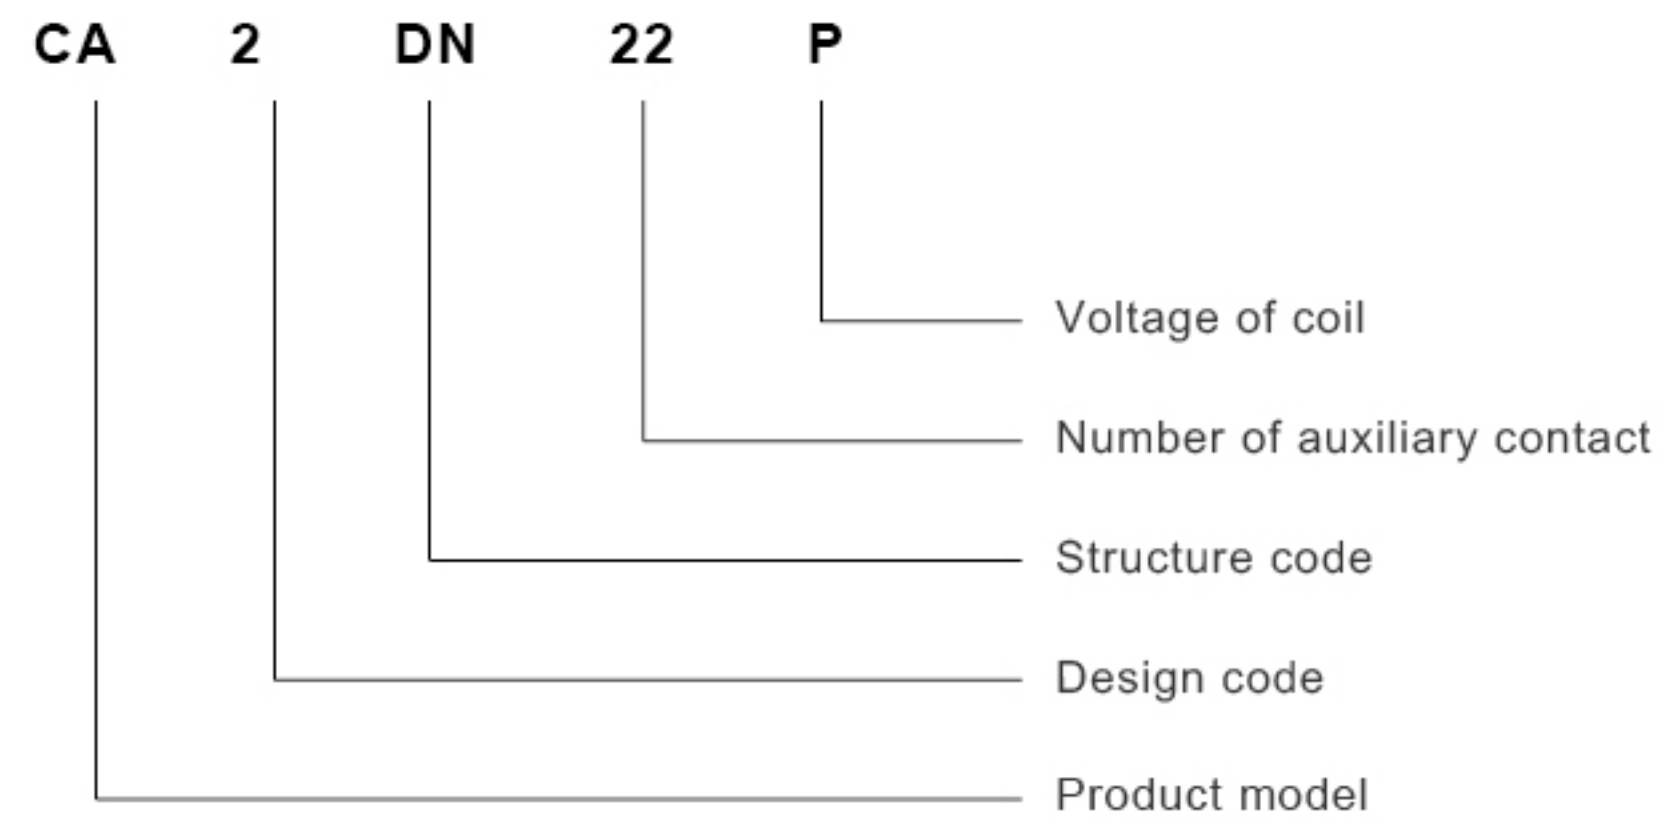 CA 2 DN 22 P
Voltage of coil
Number of auxiliary contact
Structure code
Design code
Product model